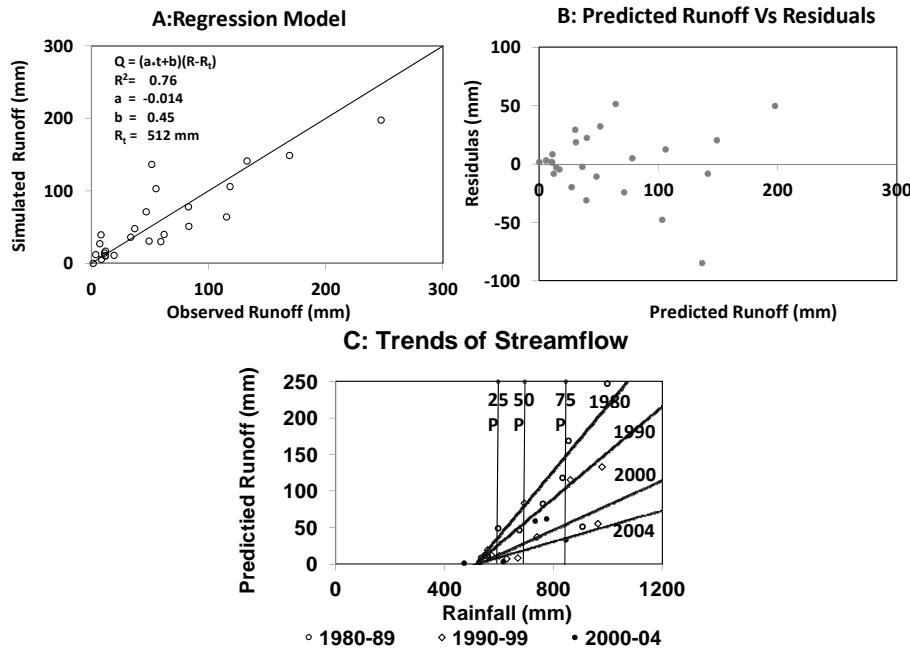 A:Regression Model
300
200
100
0
Simulated Runoff (mm)
Q = (a*t+b)(R-Rt)
R2= 0.76
a = -0.014
b = 0.45
Rt = 512 mm
0 100 200 300
Observed Runoff (mm)
B: Predicted Runoff Vs Residuals
100
50
0
-50
-100
Residulas (mm)
0 100 200 300
Predicted Runoff (mm)
C: Trends of Streamflow
250
200
150
100
50
0
Predictied Runoff (mm)
25 50 75
P P P
1980
1990
2000
2004
0 400 800 1200
Rainfall (mm)
1980-89 1990-99 2000-04